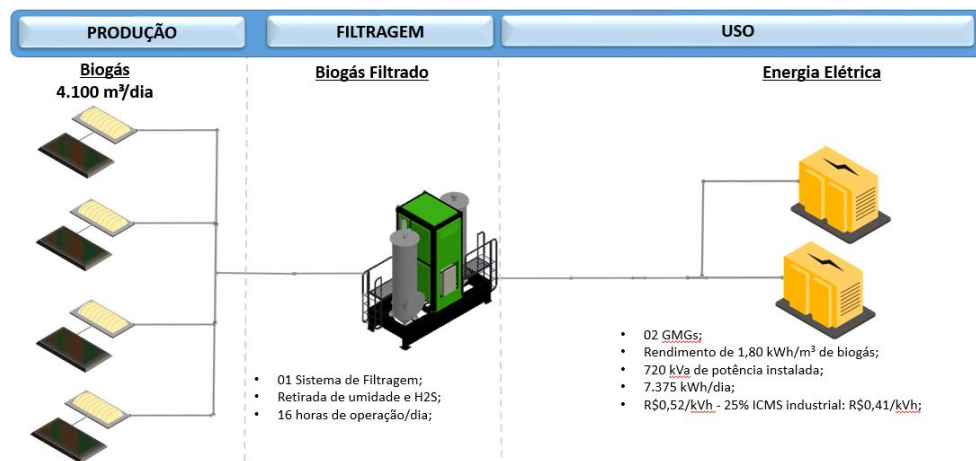 PRODUÇÃO
FILTRAGEM
USO
Biogás
4.100 m³/dia
Biogás Filtrado
Energia Elétrica
• 01 Sistema de Filtragem;
• Retirada de umidade e H2S;
• 16 horas de operação/dia;
• 02 GMGs;
• Rendimento de 1,80 kWh/m³ de biogás;
• 720 kVa de potência instalada;
• 7.375 kWh/dia;
• R$0,52/kVh - 25% ICMS industrial: R$0,41/kVh;